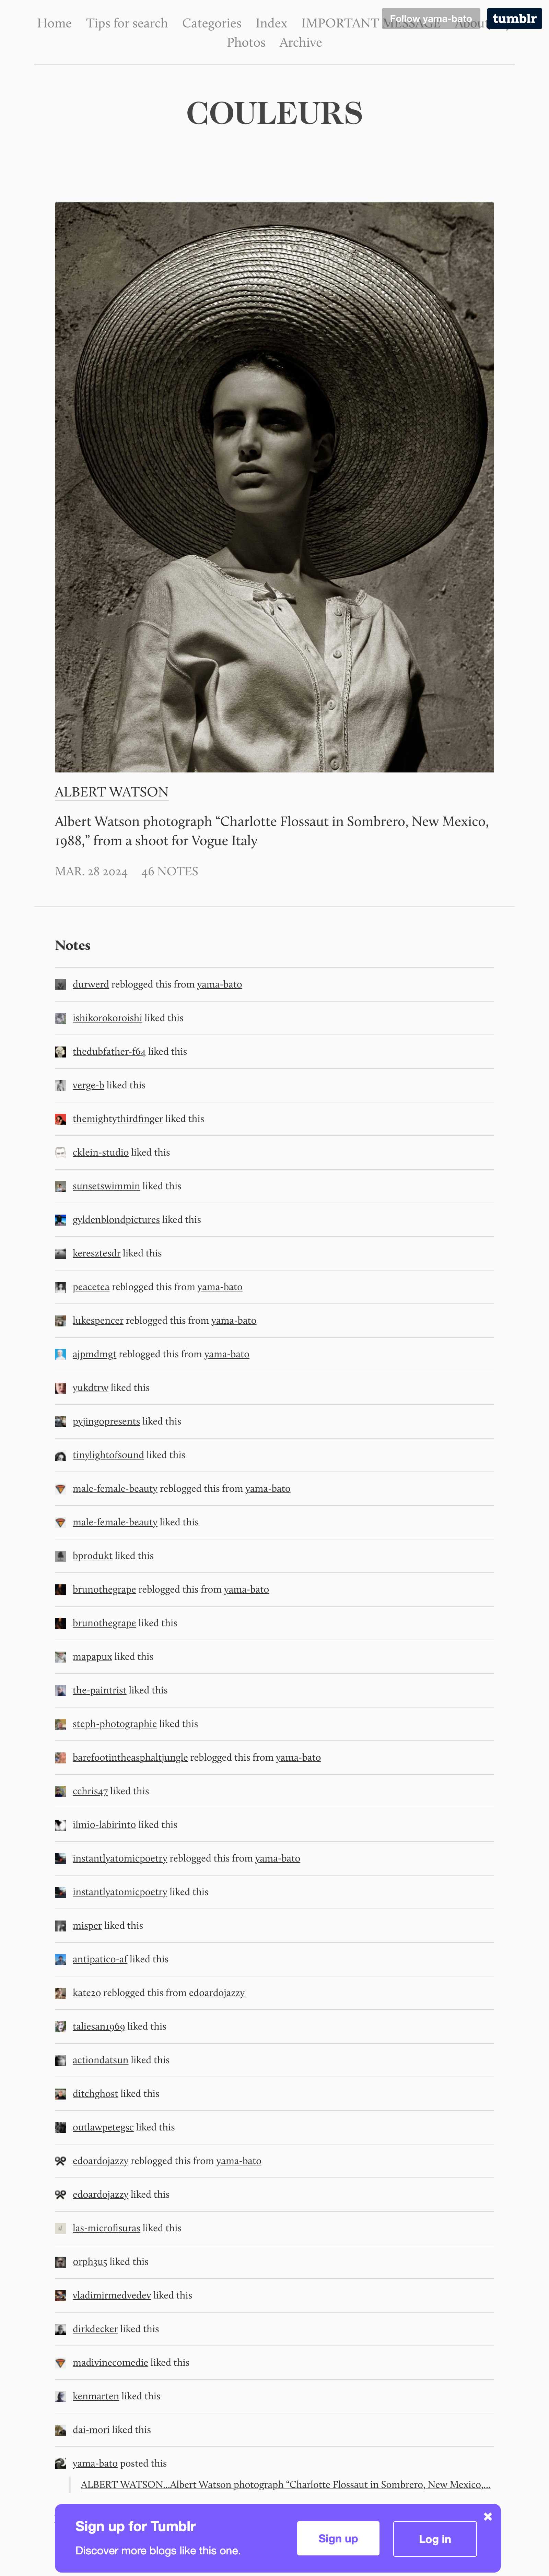 Home Tips for search Categories Index IMPORTANT MESSAGE About
Follow yama-bato
tumblr
Photos Archive
COULEURS
ALBERT WATSON
Albert Watson photograph “Charlotte Flossaut in Sombrero, New Mexico,
1988,” from a shoot for Vogue Italy
MAR. 28 2024 46 NOTES
Notes
durwerd reblogged this from yama-bato
ishikorokoroishi liked this
thedubfather-f64 liked this
verge-b liked this
themightythirdfinger liked this
cklein-studio liked this
sunsetswimmin liked this
gyldenblondpictures liked this
keresztesdr liked this
peacetea reblogged this from yama-bato
lukespencer reblogged this from yama-bato
ajpmdmgt reblogged this from yama-bato
yukdtrw liked this
pyjingopresents liked this
tinylightofsound liked this
male-female-beauty reblogged this from yama-bato
male-female-beauty liked this
bprodukt liked this
brunothegrape reblogged this from yama-bato
brunothegrape liked this
mapapux liked this
the-paintrist liked this
steph-photographie liked this
barefootintheasphaltjungle reblogged this from yama-bato
cchris47 liked this
ilmio-labirinto liked this
instantlyatomicpoetry reblogged this from yama-bato
instantlyatomicpoetry liked this
misper liked this
antipatico-af liked this
kate20 reblogged this from edoardojazzy
taliesan1969 liked this
actiondatsun liked this
ditchghost liked this
outlawpetegsc liked this
edoardojazzy reblogged this from yama-bato
edoardojazzy liked this
las-microfisuras liked this
orph3u5 liked this
vladimirmedvedev liked this
dirkdecker liked this
madivinecomedie liked this
kenmarten liked this
dai-mori liked this
yama-bato posted this
ALBERT WATSON...Albert Watson photograph “Charlotte Flossaut in Sombrero, New Mexico,...
Sign up for Tumblr
Discover more blogs like this one.
Sign up
Log in